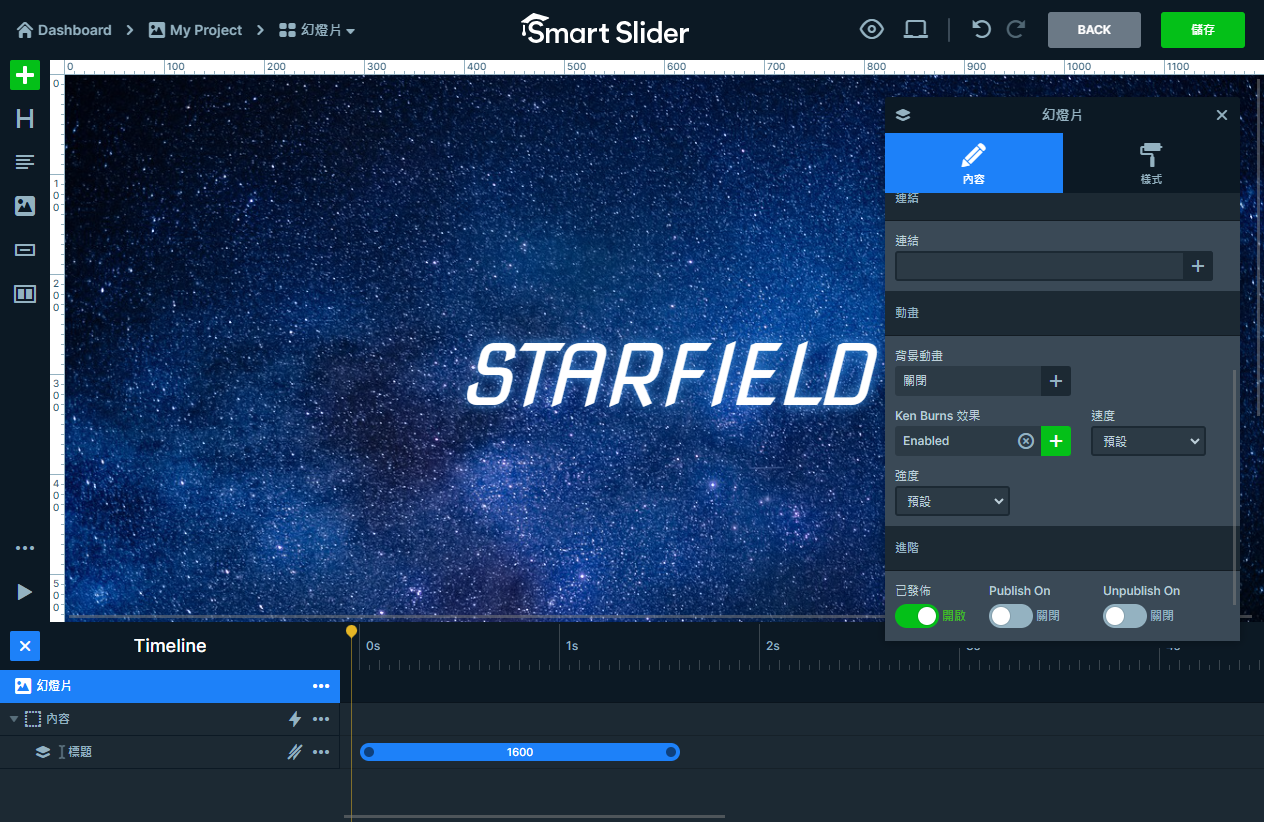 Dashboard
My Project
幻燈片
Smart Slider
BACK
儲存
0 100 200 300 400 500 600 700 800 900 1000 1100
0
100
200
300
400
500
H
STARFIELD
幻燈片
內容
樣式
連結
連結
動畫
背景動畫
關閉
Ken Burns 效果
速度
Enabled
預設
強度
預設
進階
已發佈
Publish On
Unpublish On
開啟
關閉
關閉
Timeline
0s
1s
2s
幻燈片
內容
標題
1600